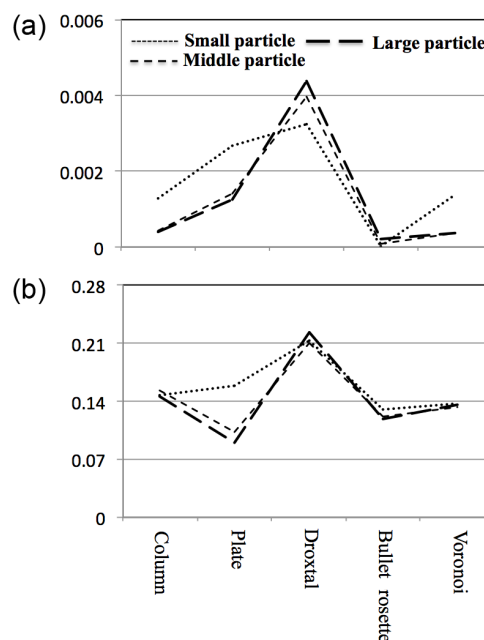 (a)
0.006
Small particle
Large particle
Middle particle
0.004
0.002
0
(b)
0.28
0.21
0.14
0.07
0
Column
Plate
Droxtal
Bullet rosette
Voronoi